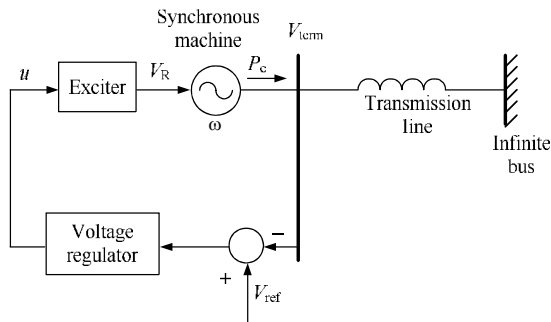 Synchronous
machine
V_term
u
Exciter
V_R
P_e
ω
Transmission
line
Infinite
bus
Voltage
regulator
−
+
V_ref